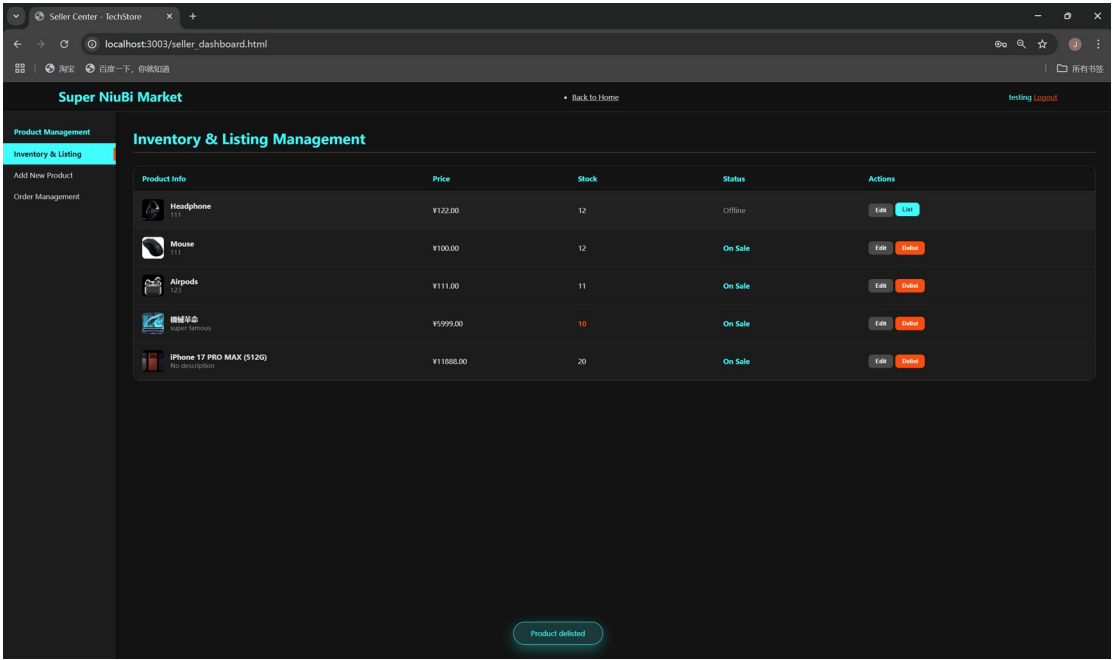 Seller Center - TechStore
localhost:3003/seller_dashboard.html
淘宝 百度一下，你就知道 所有书签
Super NiuBi Market • Back to Home testing Logout
Product Management
Inventory & Listing
Add New Product
Order Management
Inventory & Listing Management
Product Info Price Stock Status Actions
Headphone
111
¥122.00 12 Offline Edit List
Mouse
111
¥100.00 12 On Sale Edit Delist
Airpods
123
¥111.00 11 On Sale Edit Delist
機械革命
super famous
¥5999.00 10 On Sale Edit Delist
iPhone 17 PRO MAX (512G)
No description
¥11888.00 20 On Sale Edit Delist
Product delisted